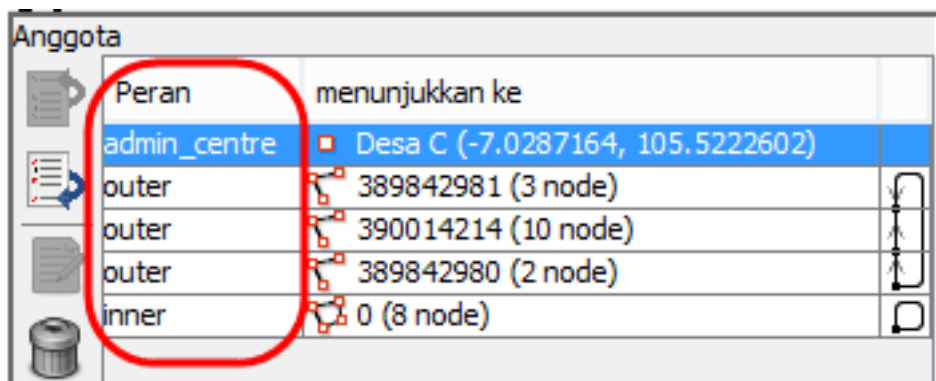 Anggota
Peran menunjukkan ke
admin_centre Desa C (-7.0287164, 105.5222602)
outer 389842981 (3 node)
outer 390014214 (10 node)
outer 389842980 (2 node)
inner 0 (8 node)